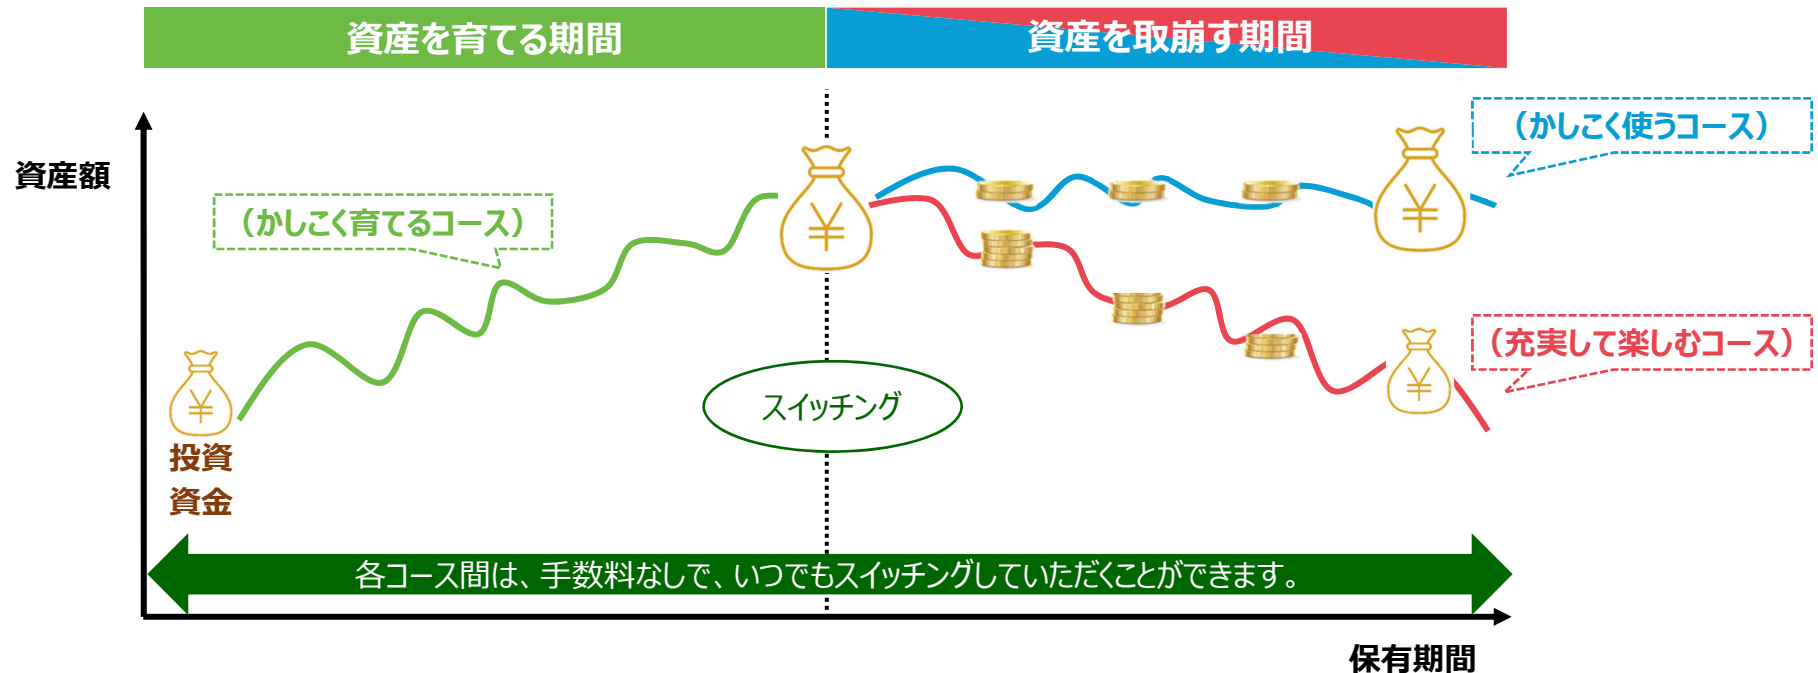 資産を育てる期間
資産を取崩す期間
資産額
（かしこく使うコース）
（かしこく育てるコース）
¥
¥
（充実して楽しむコース）
¥
¥
スイッチング
投資
資金
各コース間は、手数料なしで、いつでもスイッチングしていただくことができます。
保有期間